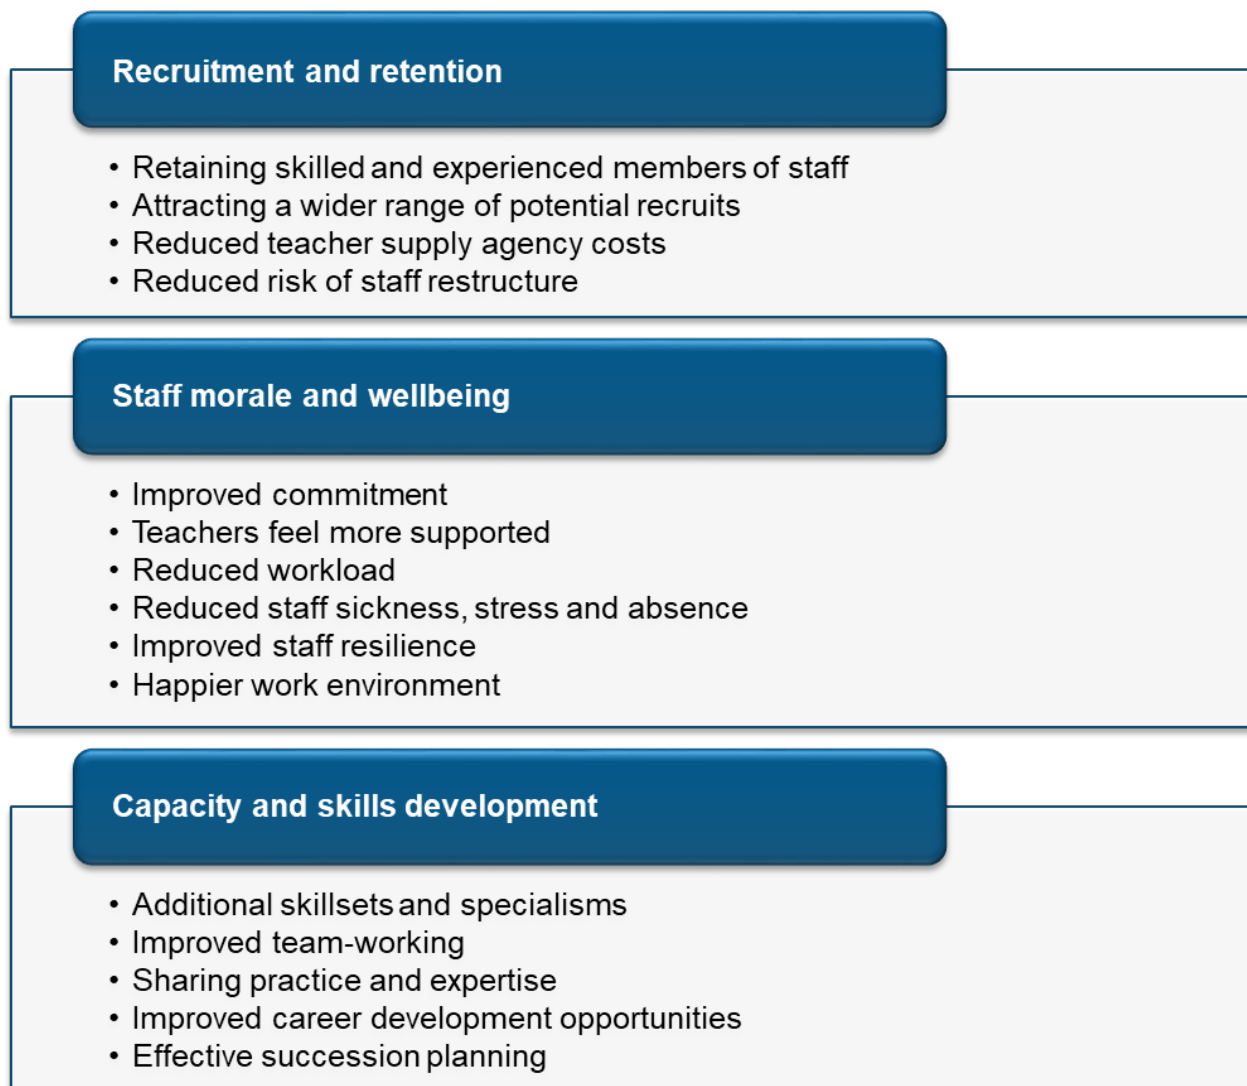 Recruitment and retention
• Retaining skilled and experienced members of staff
• Attracting a wider range of potential recruits
• Reduced teacher supply agency costs
• Reduced risk of staff restructure
Staff morale and wellbeing
• Improved commitment
• Teachers feel more supported
• Reduced workload
• Reduced staff sickness, stress and absence
• Improved staff resilience
• Happier work environment
Capacity and skills development
• Additional skillsets and specialisms
• Improved team-working
• Sharing practice and expertise
• Improved career development opportunities
• Effective succession planning